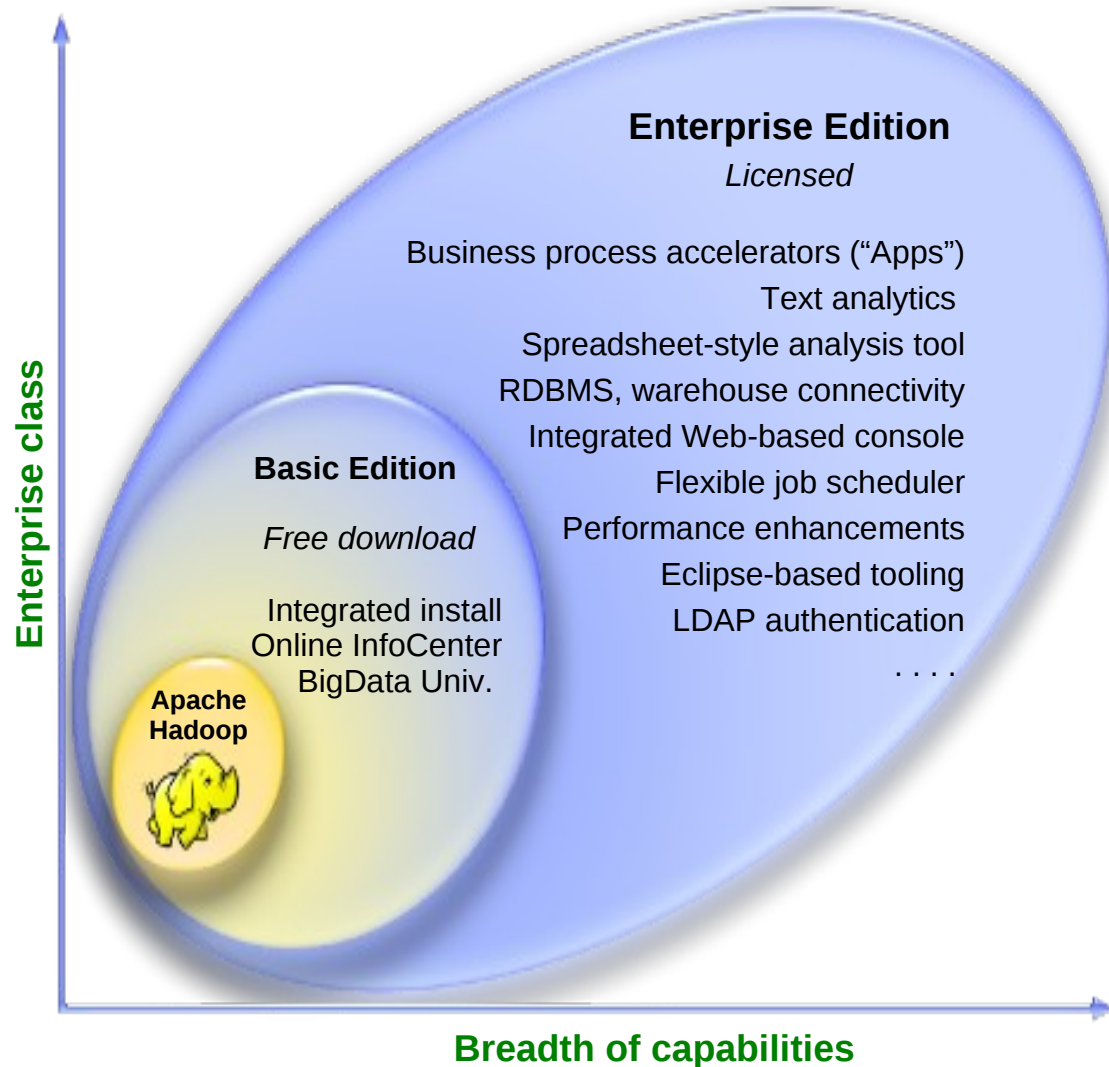 Enterprise Edition
Licensed
Business process accelerators (“Apps”)
Text analytics
Spreadsheet-style analysis tool
RDBMS, warehouse connectivity
Integrated Web-based console
Flexible job scheduler
Performance enhancements
Eclipse-based tooling
LDAP authentication
. . . .
Basic Edition
Free download
Integrated install
Online InfoCenter
BigData Univ.
Apache
Hadoop
Enterprise class
Breadth of capabilities